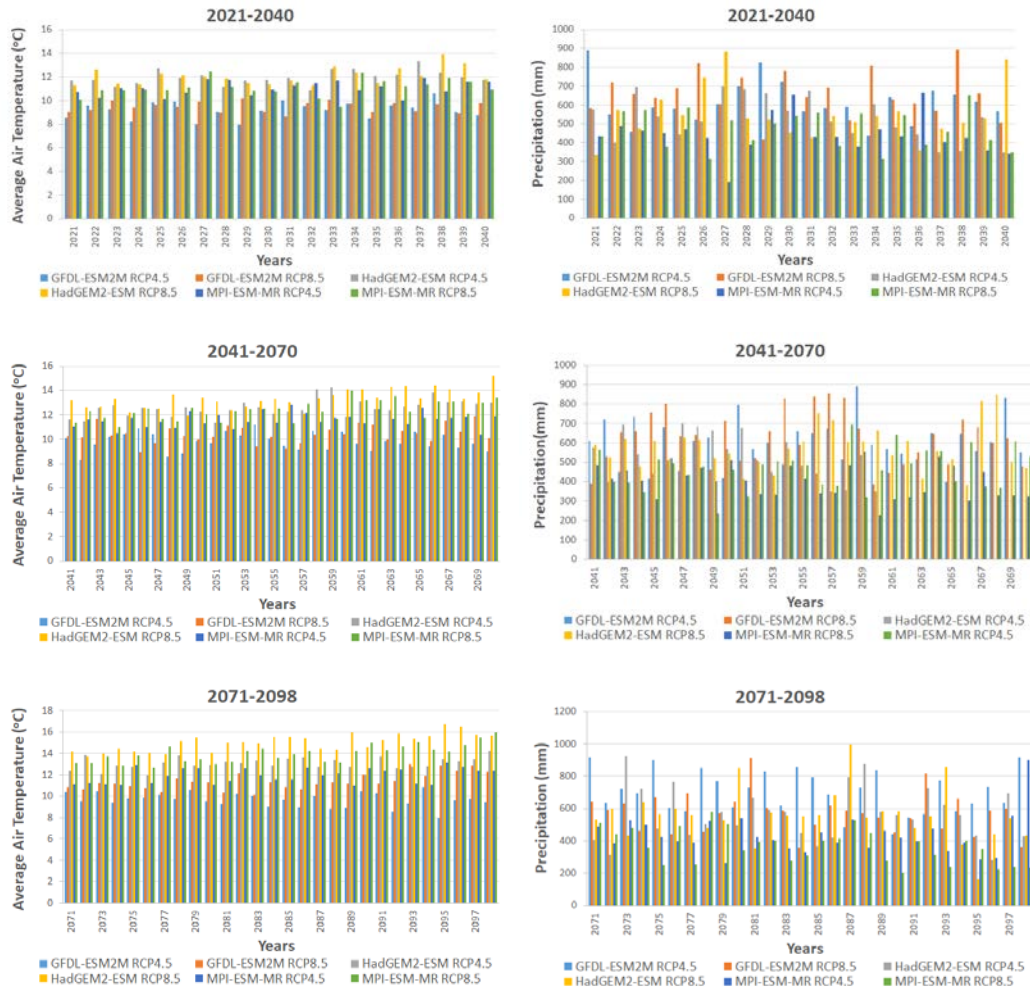 2021-2040
Average Air Temperature (°C)
16
14
12
10
8
6
4
2
0
2021 2022 2023 2024 2025 2026 2027 2028 2029 2030 2031 2032 2033 2034 2035 2036 2037 2038 2039 2040
Years
GFDL-ESM2M RCP4.5 GFDL-ESM2M RCP8.5 HadGEM2-ESM RCP4.5
HadGEM2-ESM RCP8.5 MPI-ESM-MR RCP4.5 MPI-ESM-MR RCP8.5
2021-2040
Precipitation (mm)
1000
900
800
700
600
500
400
300
200
100
0
2021 2022 2023 2024 2025 2026 2027 2028 2029 2030 2031 2032 2033 2034 2035 2036 2037 2038 2039 2040
Years
GFDL-ESM2M RCP4.5 GFDL-ESM2M RCP8.5 HadGEM2-ESM RCP4.5
HadGEM2-ESM RCP8.5 MPI-ESM-MR RCP4.5 MPI-ESM-MR RCP8.5
2041-2070
Average Air Temperature (°C)
16
14
12
10
8
6
4
2
0
2041 2043 2045 2047 2049 2051 2053 2055 2057 2059 2061 2063 2065 2067 2069
Years
GFDL-ESM2M RCP4.5 GFDL-ESM2M RCP8.5 HadGEM2-ESM RCP4.5
HadGEM2-ESM RCP8.5 MPI-ESM-MR RCP4.5 MPI-ESM-MR RCP8.5
2041-2070
Precipitation(mm)
1000
900
800
700
600
500
400
300
200
100
0
2041 2043 2045 2047 2049 2051 2053 2055 2057 2059 2061 2063 2065 2067 2069
Years
GFDL-ESM2M RCP4.5 GFDL-ESM2M RCP8.5 HadGEM2-ESM RCP4.5
HadGEM2-ESM RCP8.5 MPI-ESM-MR RCP4.5 MPI-ESM-MR RCP8.5
2071-2098
Average Air Temperature (°C)
18
16
14
12
10
8
6
4
2
0
2071 2073 2075 2077 2079 2081 2083 2085 2087 2089 2091 2093 2095 2097
Years
GFDL-ESM2M RCP4.5 GFDL-ESM2M RCP8.5 HadGEM2-ESM RCP4.5
HadGEM2-ESM RCP8.5 MPI-ESM-MR RCP4.5 MPI-ESM-MR RCP8.5
2071-2098
Precipitation (mm)
1200
1000
800
600
400
200
0
2071 2073 2075 2077 2079 2081 2083 2085 2087 2089 2091 2093 2095 2097
Years
GFDL-ESM2M RCP4.5 GFDL-ESM2M RCP8.5 HadGEM2-ESM RCP4.5
HadGEM2-ESM RCP8.5 MPI-ESM-MR RCP4.5 MPI-ESM-MR RCP8.5